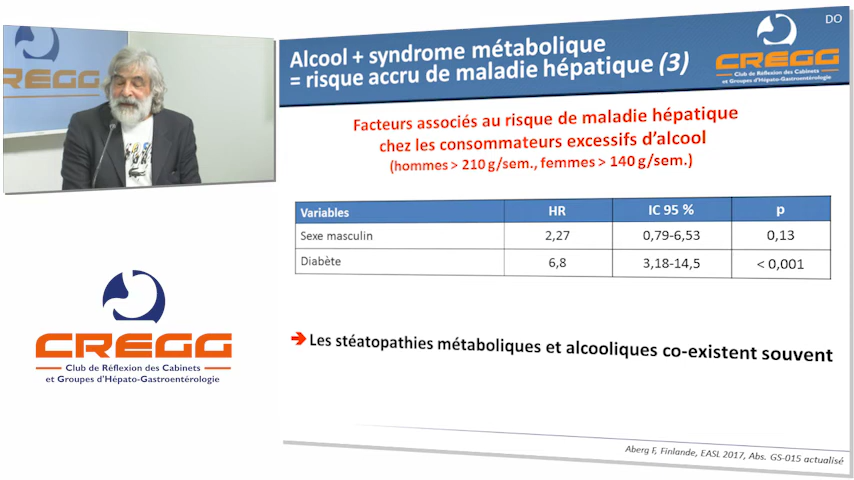 CREGG
DO
Alcool + syndrome métabolique
= risque accru de maladie hépatique (3)
CREGG
Club de Réflexion des Cabinets
et Groupes d'Hépato-Gastroentérologie
Facteurs associés au risque de maladie hépatique
chez les consommateurs excessifs d'alcool
(hommes > 210 g/sem., femmes > 140 g/sem.)
Variables HR IC 95 % p
Sexe masculin 2,27 0,79-6,53 0,13
Diabète 6,8 3,18-14,5 < 0,001
➔ Les stéatopathies métaboliques et alcooliques co-existent souvent
CREGG
Club de Réflexion des Cabinets
et Groupes d'Hépato-Gastroentérologie
Aberg F, Finlande, EASL 2017, Abs. GS-015 actualisé